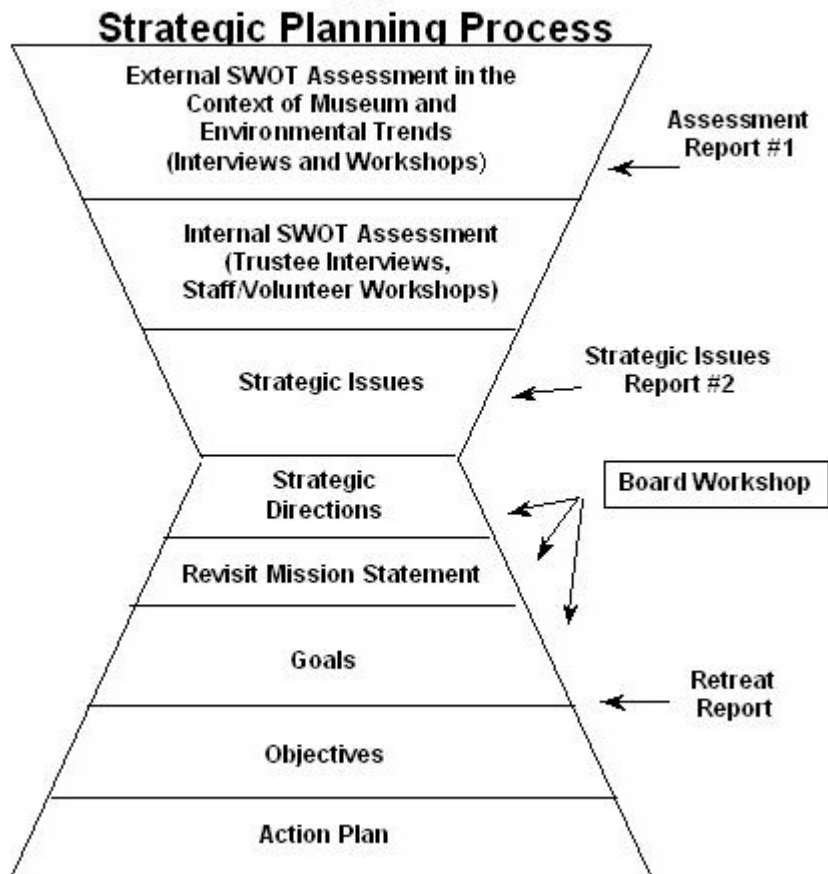 Strategic Planning Process
External SWOT Assessment in the
Context of Museum and
Environmental Trends
(Interviews and Workshops)
Assessment
Report #1
Internal SWOT Assessment
(Trustee Interviews,
Staff/Volunteer Workshops)
Strategic Issues
Strategic Issues
Report #2
Strategic
Directions
Board Workshop
Revisit Mission Statement
Goals
Retreat
Report
Objectives
Action Plan